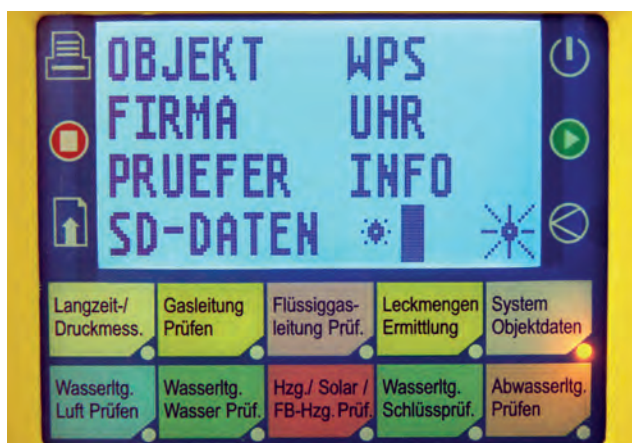 OBJEKT WPS
FIRMA UHR
PRUEFER INFO
SD-DATEN
Langzeit-/
Druckmess.
Gasleitung
Prüfen
Flüssiggas-
leitung Prüf.
Leckmengen
Ermittlung
System
Objektdaten
Wasserltg.
Luft Prüfen
Wasserltg.
Wasser Prüf.
Hzg./ Solar /
FB-Hzg. Prüf.
Wasserltg.
Schlüssprüf.
Abwasserltg.
Prüfen